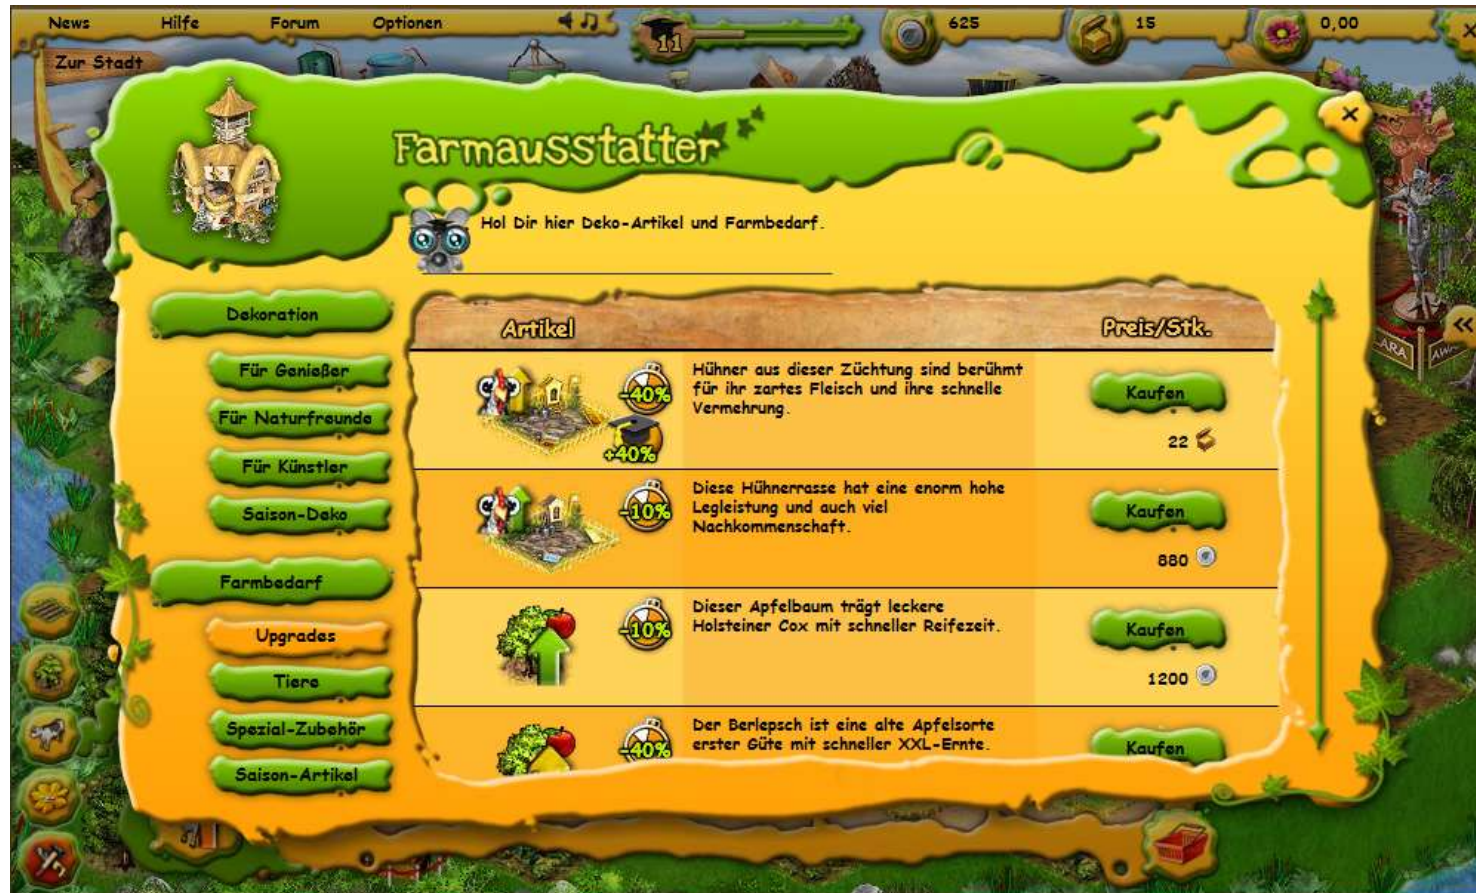 News Hilfe Forum Optionen 11 625 15 0,00
Zur Stadt
Farmausstatter
Hol Dir hier Deko-Artikel und Farmbedarf.
Dekoration
Für Genießer
Für Naturfreunde
Für Künstler
Saison-Deko
Farmbedarf
Upgrades
Tiere
Spezial-Zubehör
Saison-Artikel
Artikel Preis/Stk.
-40%
+40%
Hühner aus dieser Züchtung sind berühmt
für ihr zartes Fleisch und ihre schnelle
Vermehrung.
Kaufen
22
-10%
Diese Hühnerrasse hat eine enorm hohe
Legleistung und auch viel
Nachkommenschaft.
Kaufen
880
-10%
Dieser Apfelbaum trägt leckere
Holsteiner Cox mit schneller Reifezeit.
Kaufen
1200
-40%
Der Berlepsch ist eine alte Apfelsorte
erster Güte mit schneller XXL-Ernte.
Kaufen